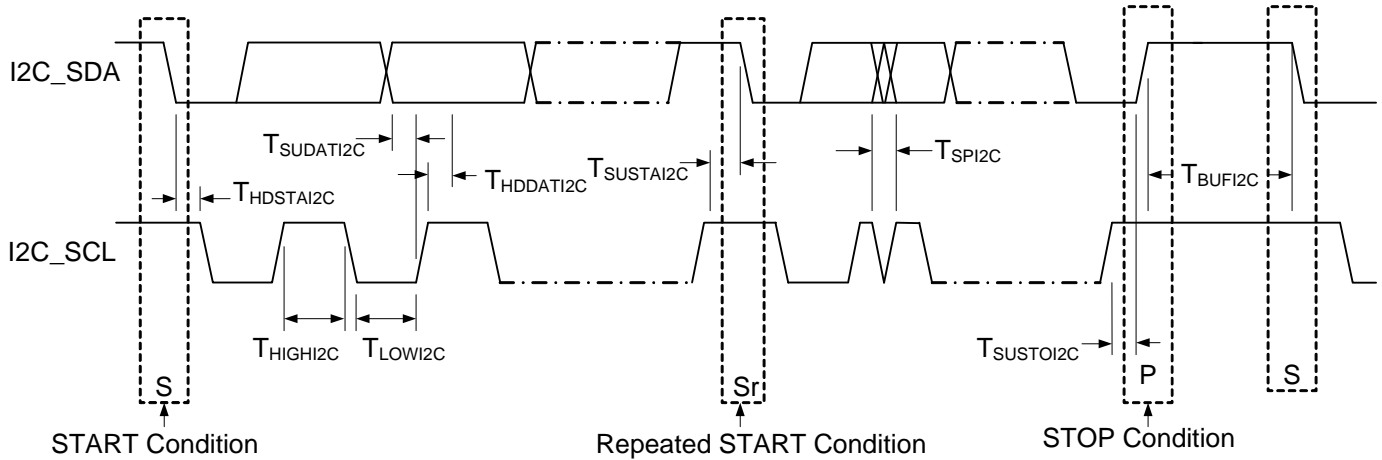 I2C_SDA
TSUDATI2C
THDDATI2C
TSUSTAI2C
TSPI2C
TBUFI2C
THDSTAI2C
I2C_SCL
THIGHI2C
TLOWI2C
TSUSTOI2C
S
Sr
P
S
START Condition
Repeated START Condition
STOP Condition